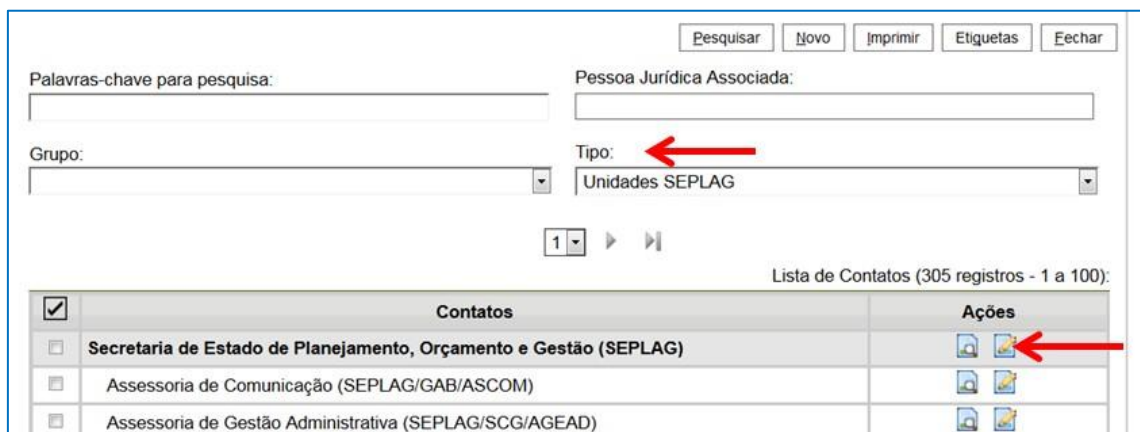 Pesquisar Novo Imprimir Etiquetas Fechar
Palavras-chave para pesquisa: Pessoa Jurídica Associada:
Grupo: Tipo:
Unidades SEPLAG
1
Lista de Contatos (305 registros - 1 a 100):
Contatos Ações
Secretaria de Estado de Planejamento, Orçamento e Gestão (SEPLAG)
Assessoria de Comunicação (SEPLAG/GAB/ASCOM)
Assessoria de Gestão Administrativa (SEPLAG/SCG/AGEAD)